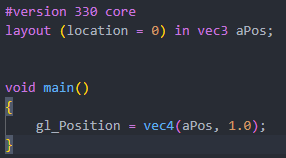 #version 330 core
layout (location = 0) in vec3 aPos;
void main()
{
gl_Position = vec4(aPos, 1.0);
}